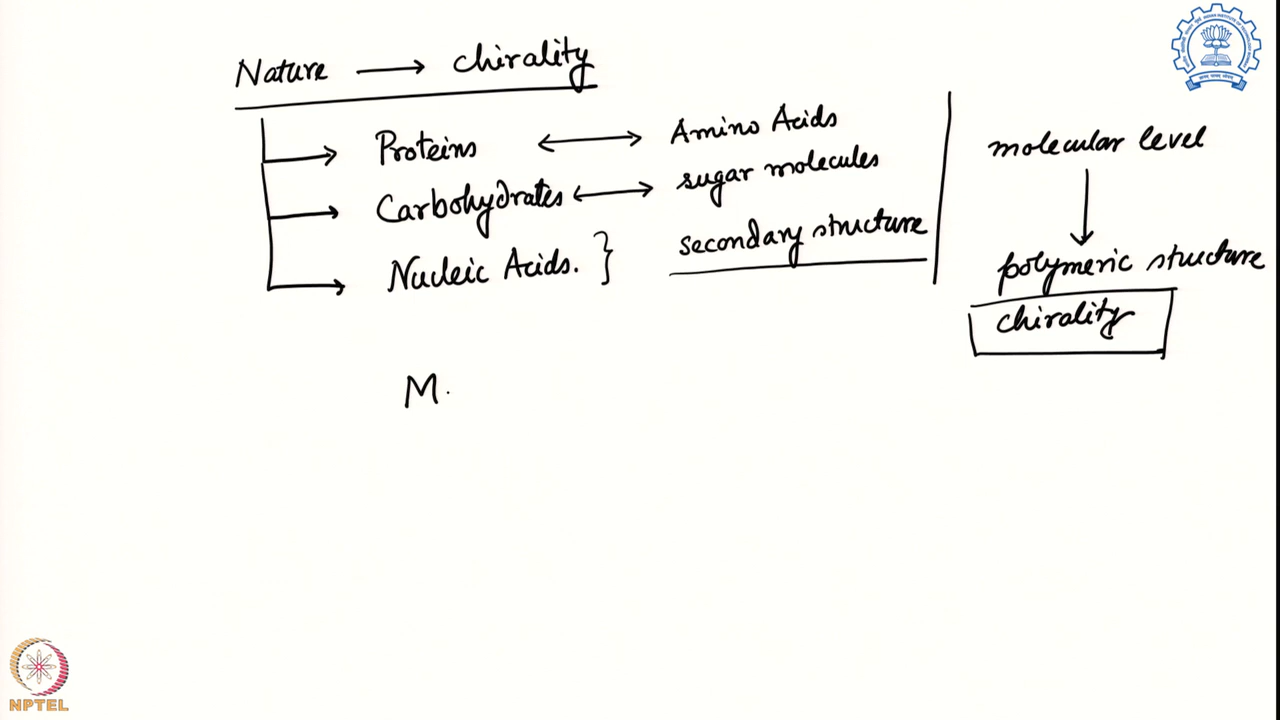 Nature → chirality
Proteins ↔ Amino Acids
Carbohydrates ↔ sugar molecules
Nucleic Acids. } secondary structure
molecular level
polymeric structure
chirality
M.
NPTEL